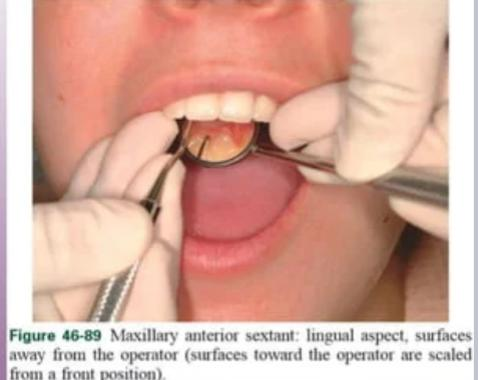 Figure 46-89 Maxillary anterior sextant: lingual aspect, surfaces
away from the operator (surfaces toward the operator are scaled
from a front position).